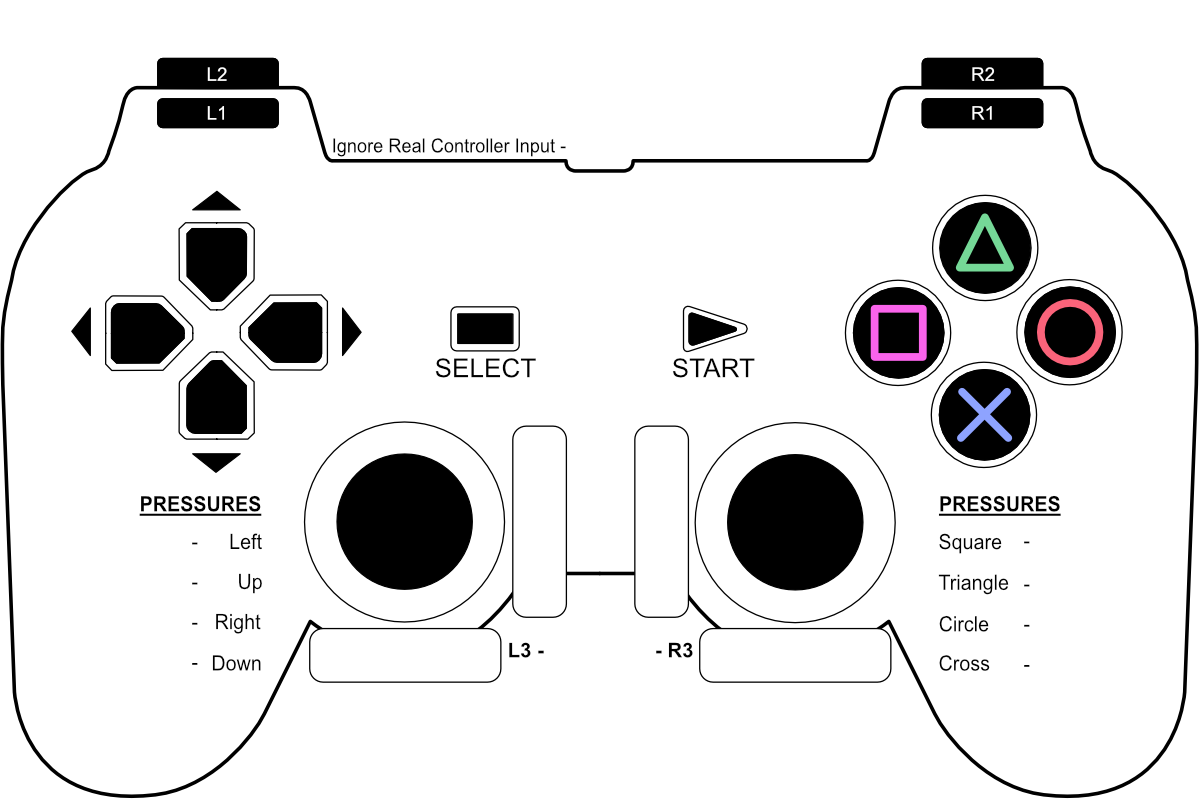 L2
R2
L1
R1
Ignore Real Controller Input -
SELECT
START
PRESSURES
- Left
- Up
- Right
- Down
PRESSURES
Square -
Triangle -
Circle -
Cross -
L3 -
- R3